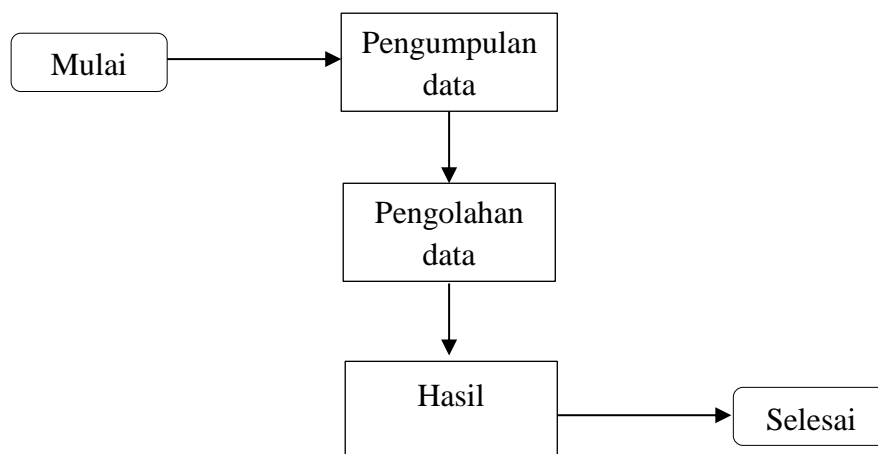 Mulai
Pengumpulan
data
Pengolahan
data
Hasil
Selesai